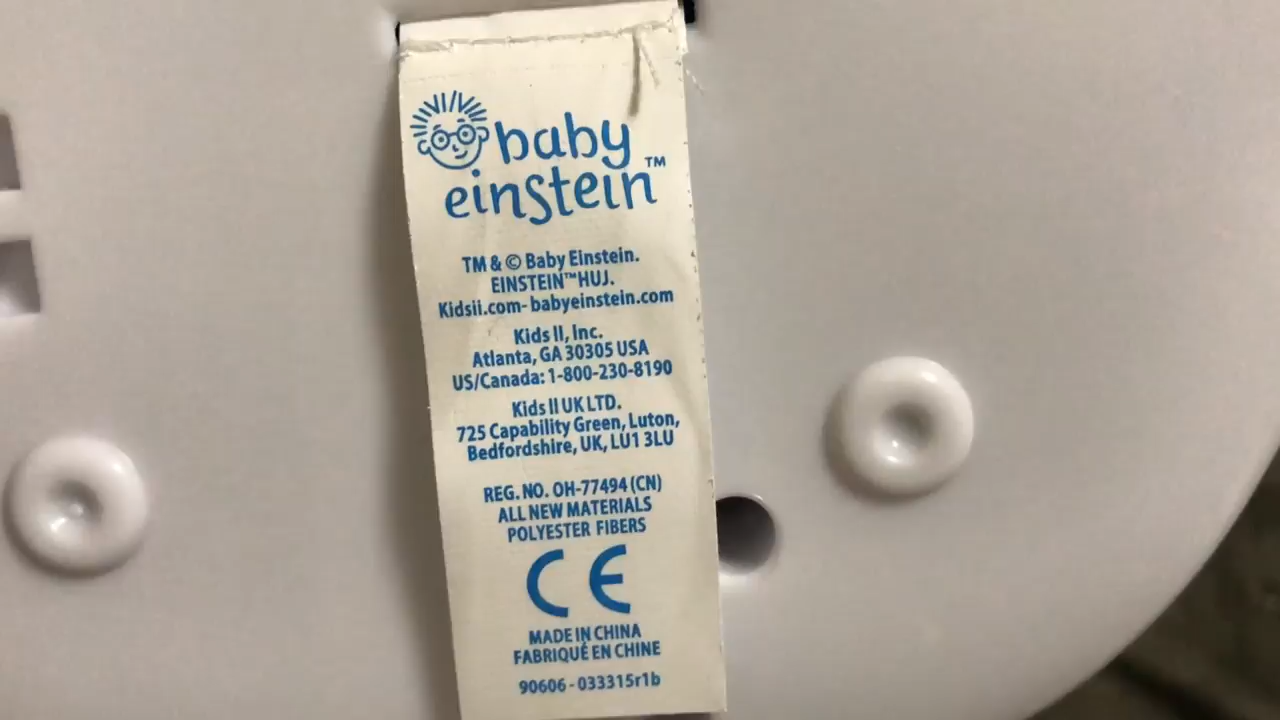 baby
einstein™
TM & © Baby Einstein.
EINSTEIN™HUJ.
Kidsii.com- babyeinstein.com
Kids II, Inc.
Atlanta, GA 30305 USA
US/Canada: 1-800-230-8190
Kids II UK LTD.
725 Capability Green, Luton,
Bedfordshire, UK, LU1 3LU
REG. NO. OH-77494 (CN)
ALL NEW MATERIALS
POLYESTER FIBERS
CE
MADE IN CHINA
FABRIQUÉ EN CHINE
90606 - 033315r1b